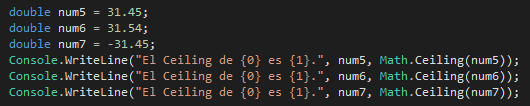 double num5 = 31.45;
double num6 = 31.54;
double num7 = -31.45;
Console.WriteLine("El Ceiling de {0} es {1}.", num5, Math.Ceiling(num5));
Console.WriteLine("El Ceiling de {0} es {1}.", num6, Math.Ceiling(num6));
Console.WriteLine("El Ceiling de {0} es {1}.", num7, Math.Ceiling(num7));